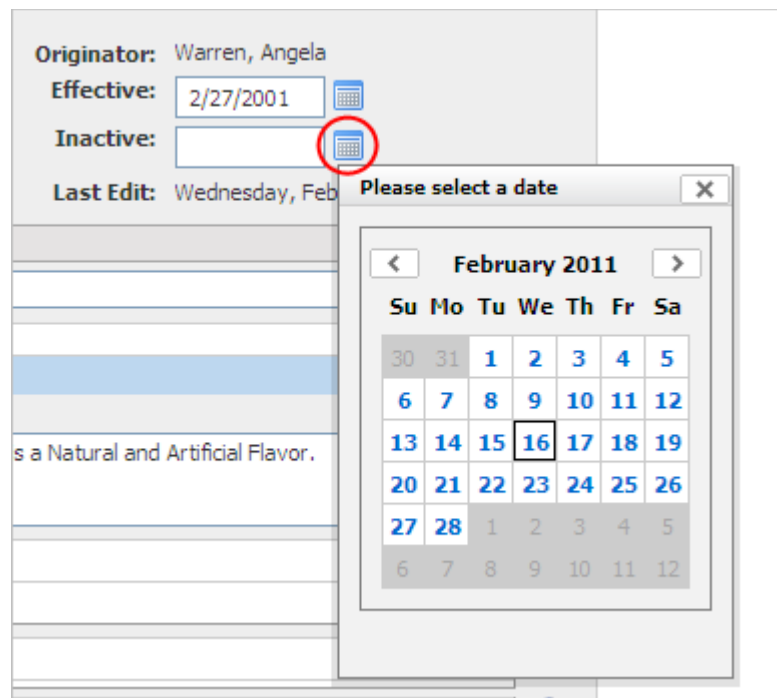 Originator: Warren, Angela
Effective: 2/27/2001
Inactive:
Last Edit: Wednesday, Feb
Please select a date
February 2011
Su Mo Tu We Th Fr Sa
30 31 1 2 3 4 5
6 7 8 9 10 11 12
13 14 15 16 17 18 19
20 21 22 23 24 25 26
27 28 1 2 3 4 5
6 7 8 9 10 11 12
s a Natural and Artificial Flavor.